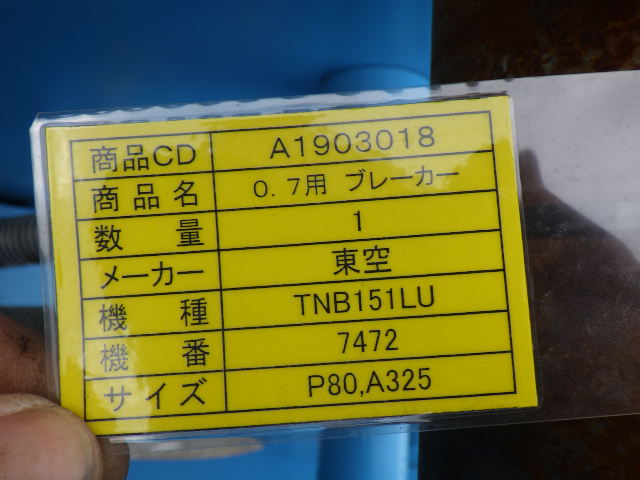 商品CD A1903018
商品名 0.7用 ブレーカー
数量 1
メーカー 東空
機種 TNB151LU
機番 7472
サイズ P80,A325